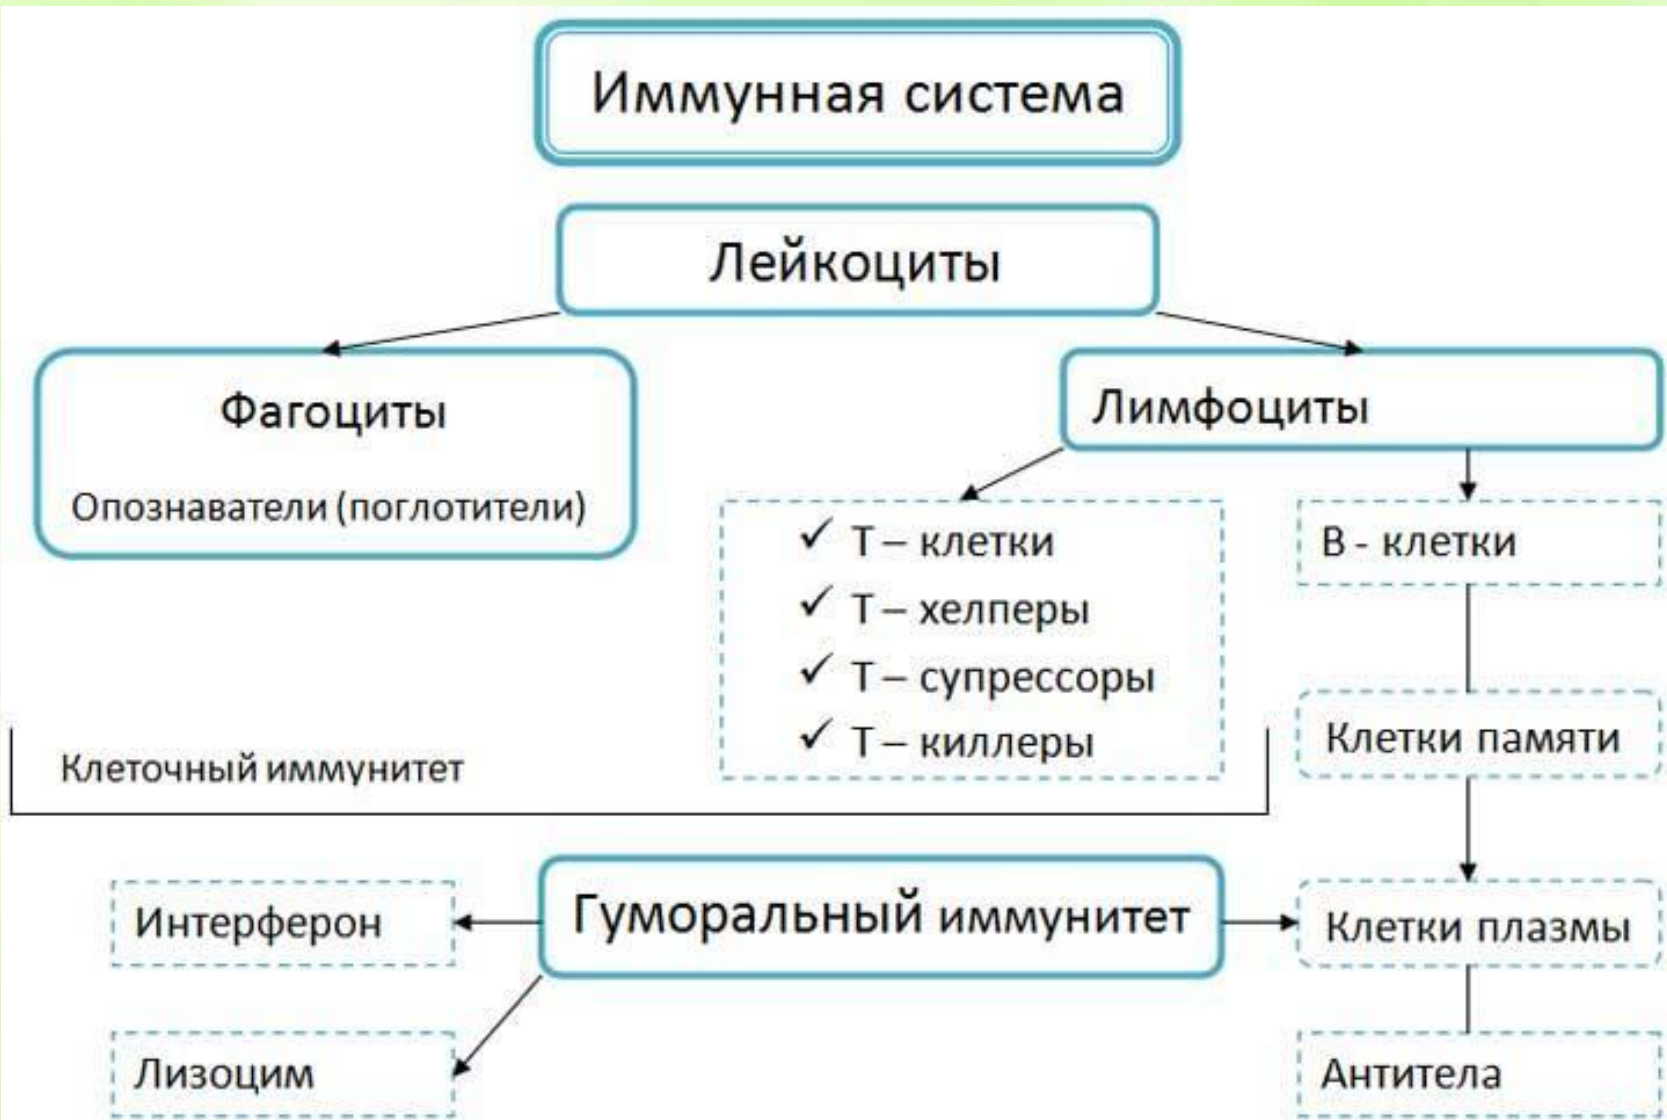 Иммунная система
Лейкоциты
Фагоциты
Опознаватели (поглотители)
Лимфоциты
✓ Т – клетки
✓ Т – хелперы
✓ Т – супрессоры
✓ Т – киллеры
В - клетки
Клетки памяти
Клеточный иммунитет
Гуморальный иммунитет
Интерферон
Лизоцим
Клетки плазмы
Антитела